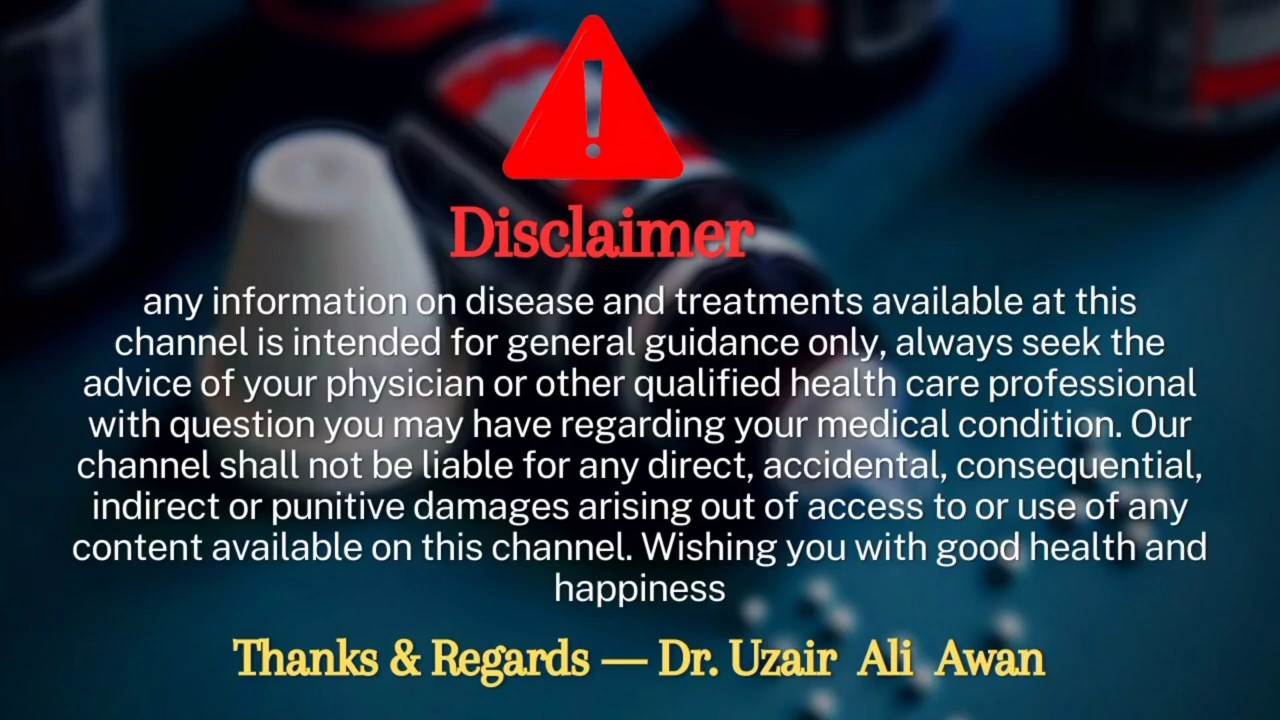 Disclaimer
any information on disease and treatments available at this
channel is intended for general guidance only, always seek the
advice of your physician or other qualified health care professional
with question you may have regarding your medical condition. Our
channel shall not be liable for any direct, accidental, consequential,
indirect or punitive damages arising out of access to or use of any
content available on this channel. Wishing you with good health and
happiness
Thanks & Regards — Dr. Uzair Ali Awan